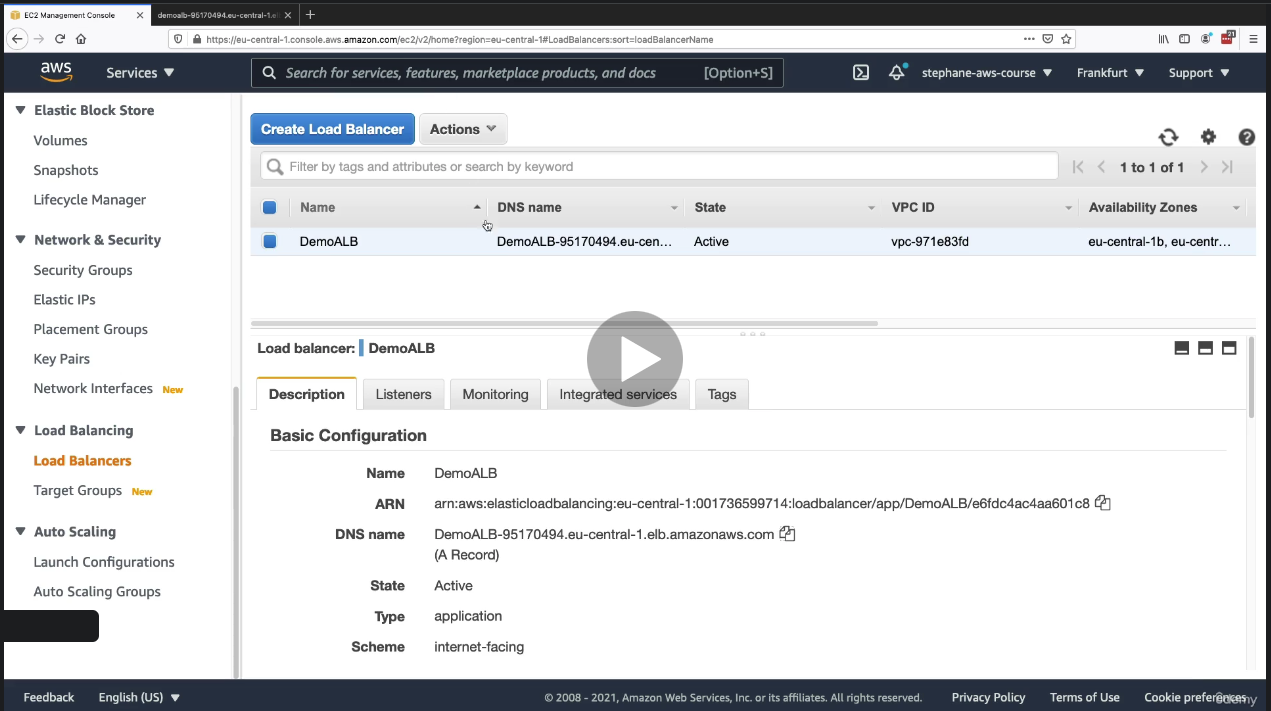 EC2 Management Console
demoalb-95170494.eu-central-1.el
https://eu-central-1.console.aws.amazon.com/ec2/v2/home?region=eu-central-1#LoadBalancers:sort=loadBalancerName
21
aws
Services
Search for services, features, marketplace products, and docs
[Option+S]
stephane-aws-course
Frankfurt
Support
Elastic Block Store
Volumes
Snapshots
Lifecycle Manager
Network & Security
Security Groups
Elastic IPs
Placement Groups
Key Pairs
Network Interfaces New
Load Balancing
Load Balancers
Target Groups New
Auto Scaling
Launch Configurations
Auto Scaling Groups
Create Load Balancer Actions
Filter by tags and attributes or search by keyword
1 to 1 of 1
Name DNS name State VPC ID Availability Zones
DemoALB DemoALB-95170494.eu-cen... Active vpc-971e83fd eu-central-1b, eu-centr...
Load balancer: DemoALB
Description Listeners Monitoring Integrated services Tags
Basic Configuration
Name DemoALB
ARN arn:aws:elasticloadbalancing:eu-central-1:001736599714:loadbalancer/app/DemoALB/e6fdc4ac4aa601c8
DNS name DemoALB-95170494.eu-central-1.elb.amazonaws.com
(A Record)
State Active
Type application
Scheme internet-facing
Feedback English (US) © 2008 - 2021, Amazon Web Services, Inc. or its affiliates. All rights reserved. Privacy Policy Terms of Use Cookie preferences
ûdemy